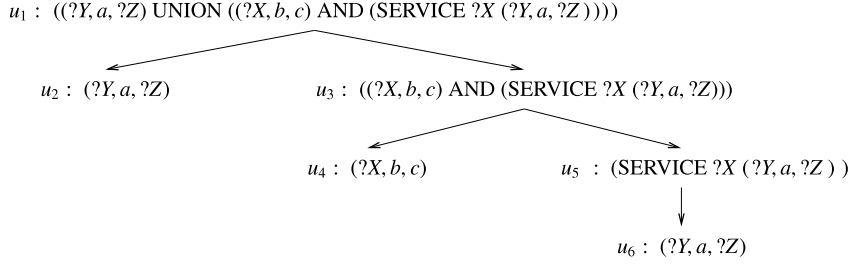 u1 : ((?Y, a, ?Z) UNION ((?X, b, c) AND (SERVICE ?X (?Y, a, ?Z ))))
u2 : (?Y, a, ?Z)
u3 : ((?X, b, c) AND (SERVICE ?X (?Y, a, ?Z)))
u4 : (?X, b, c)
u5 : (SERVICE ?X ( ?Y, a, ?Z ) )
u6 : (?Y, a, ?Z)